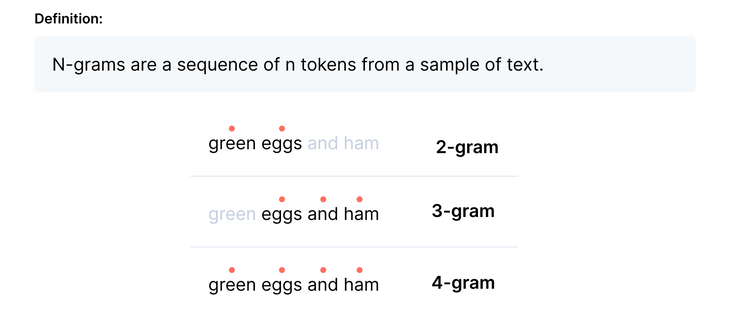 Definition:
N-grams are a sequence of n tokens from a sample of text.
green eggs and ham 2-gram
green eggs and ham 3-gram
green eggs and ham 4-gram